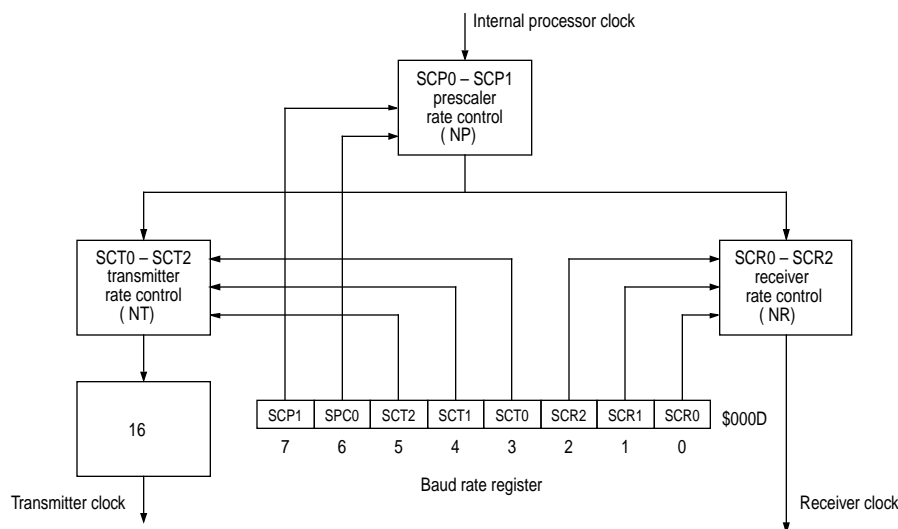 Internal processor clock
SCP0 – SCP1
prescaler
rate control
( NP)
SCT0 – SCT2
transmitter
rate control
( NT)
SCR0 – SCR2
receiver
rate control
( NR)
16
SCP1 SPC0 SCT2 SCT1 SCT0 SCR2 SCR1 SCR0 $000D
7 6 5 4 3 2 1 0
Baud rate register
Transmitter clock
Receiver clock